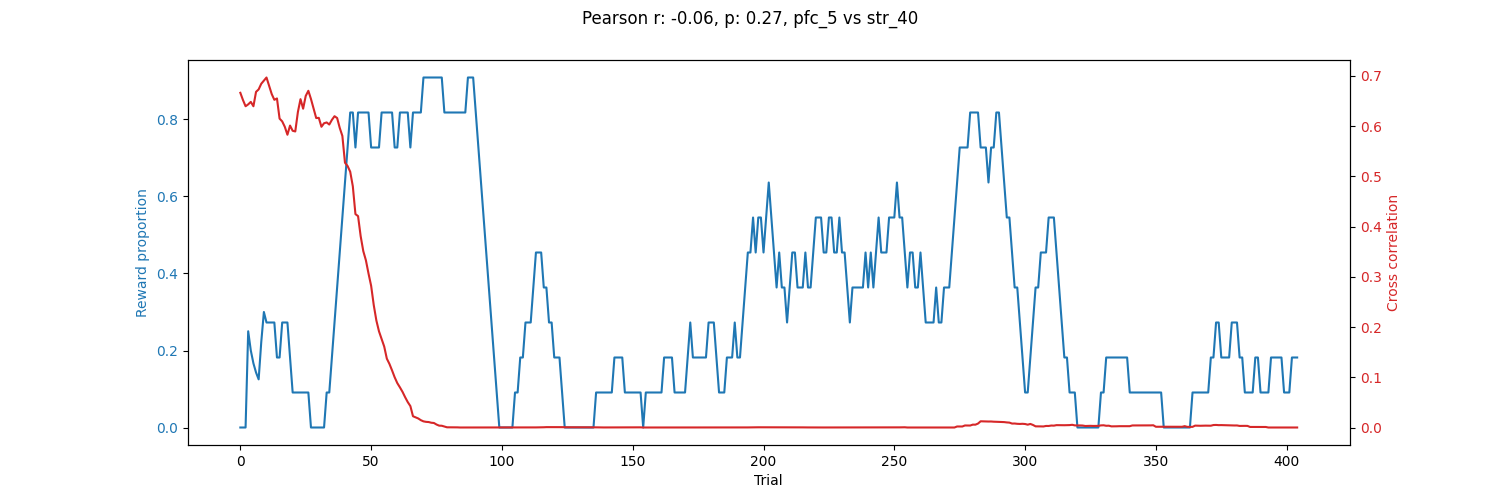 Pearson r: -0.06, p: 0.27, pfc_5 vs str_40
Reward proportion
0.8
0.6
0.4
0.2
0.0
0.7
0.6
0.5
0.4
0.3
0.2
0.1
0.0
Cross correlation
0 50 100 150 200 250 300 350 400
Trial